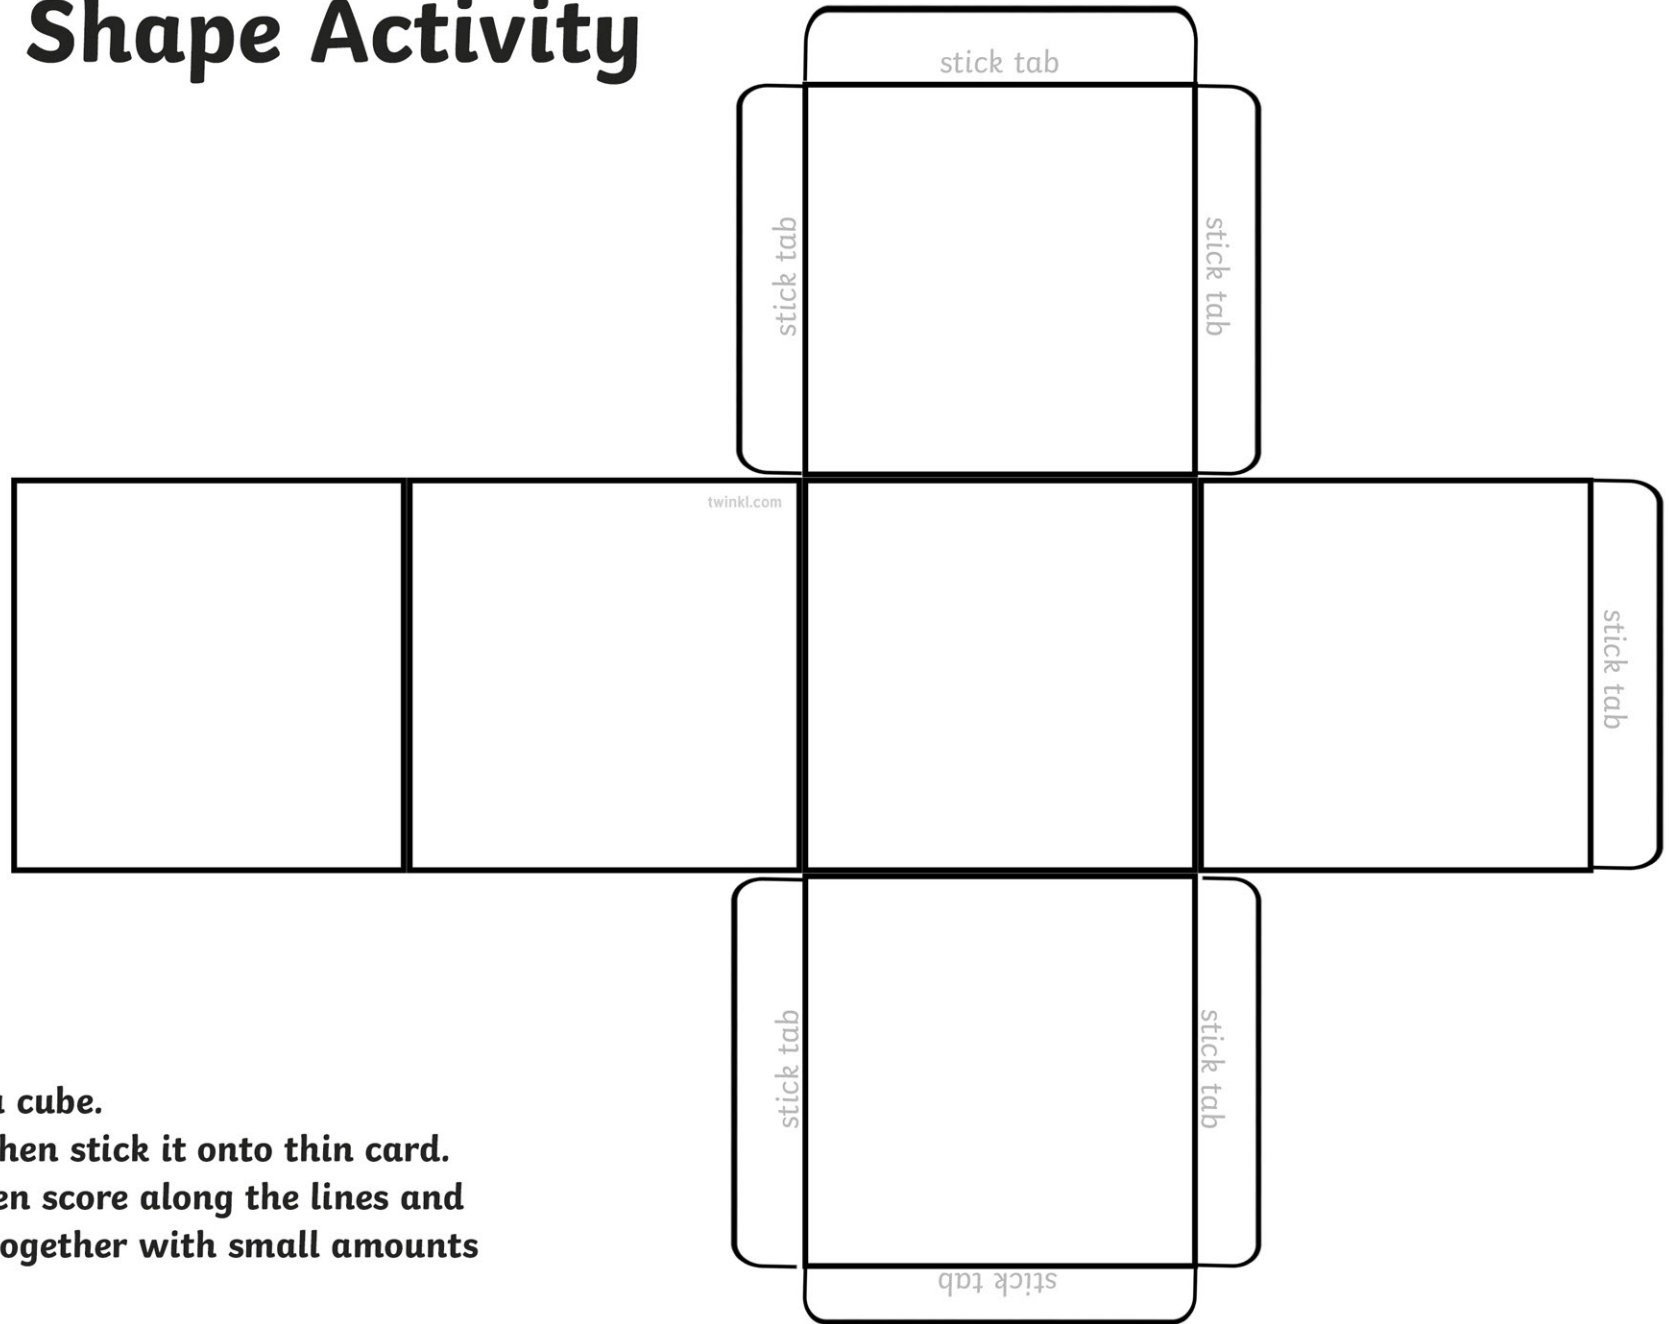 Shape Activity
stick tab
stick tab
stick tab
twinkl.com
stick tab
stick tab
stick tab
stick tab
cube.
hen stick it onto thin card.
en score along the lines and
ogether with small amounts